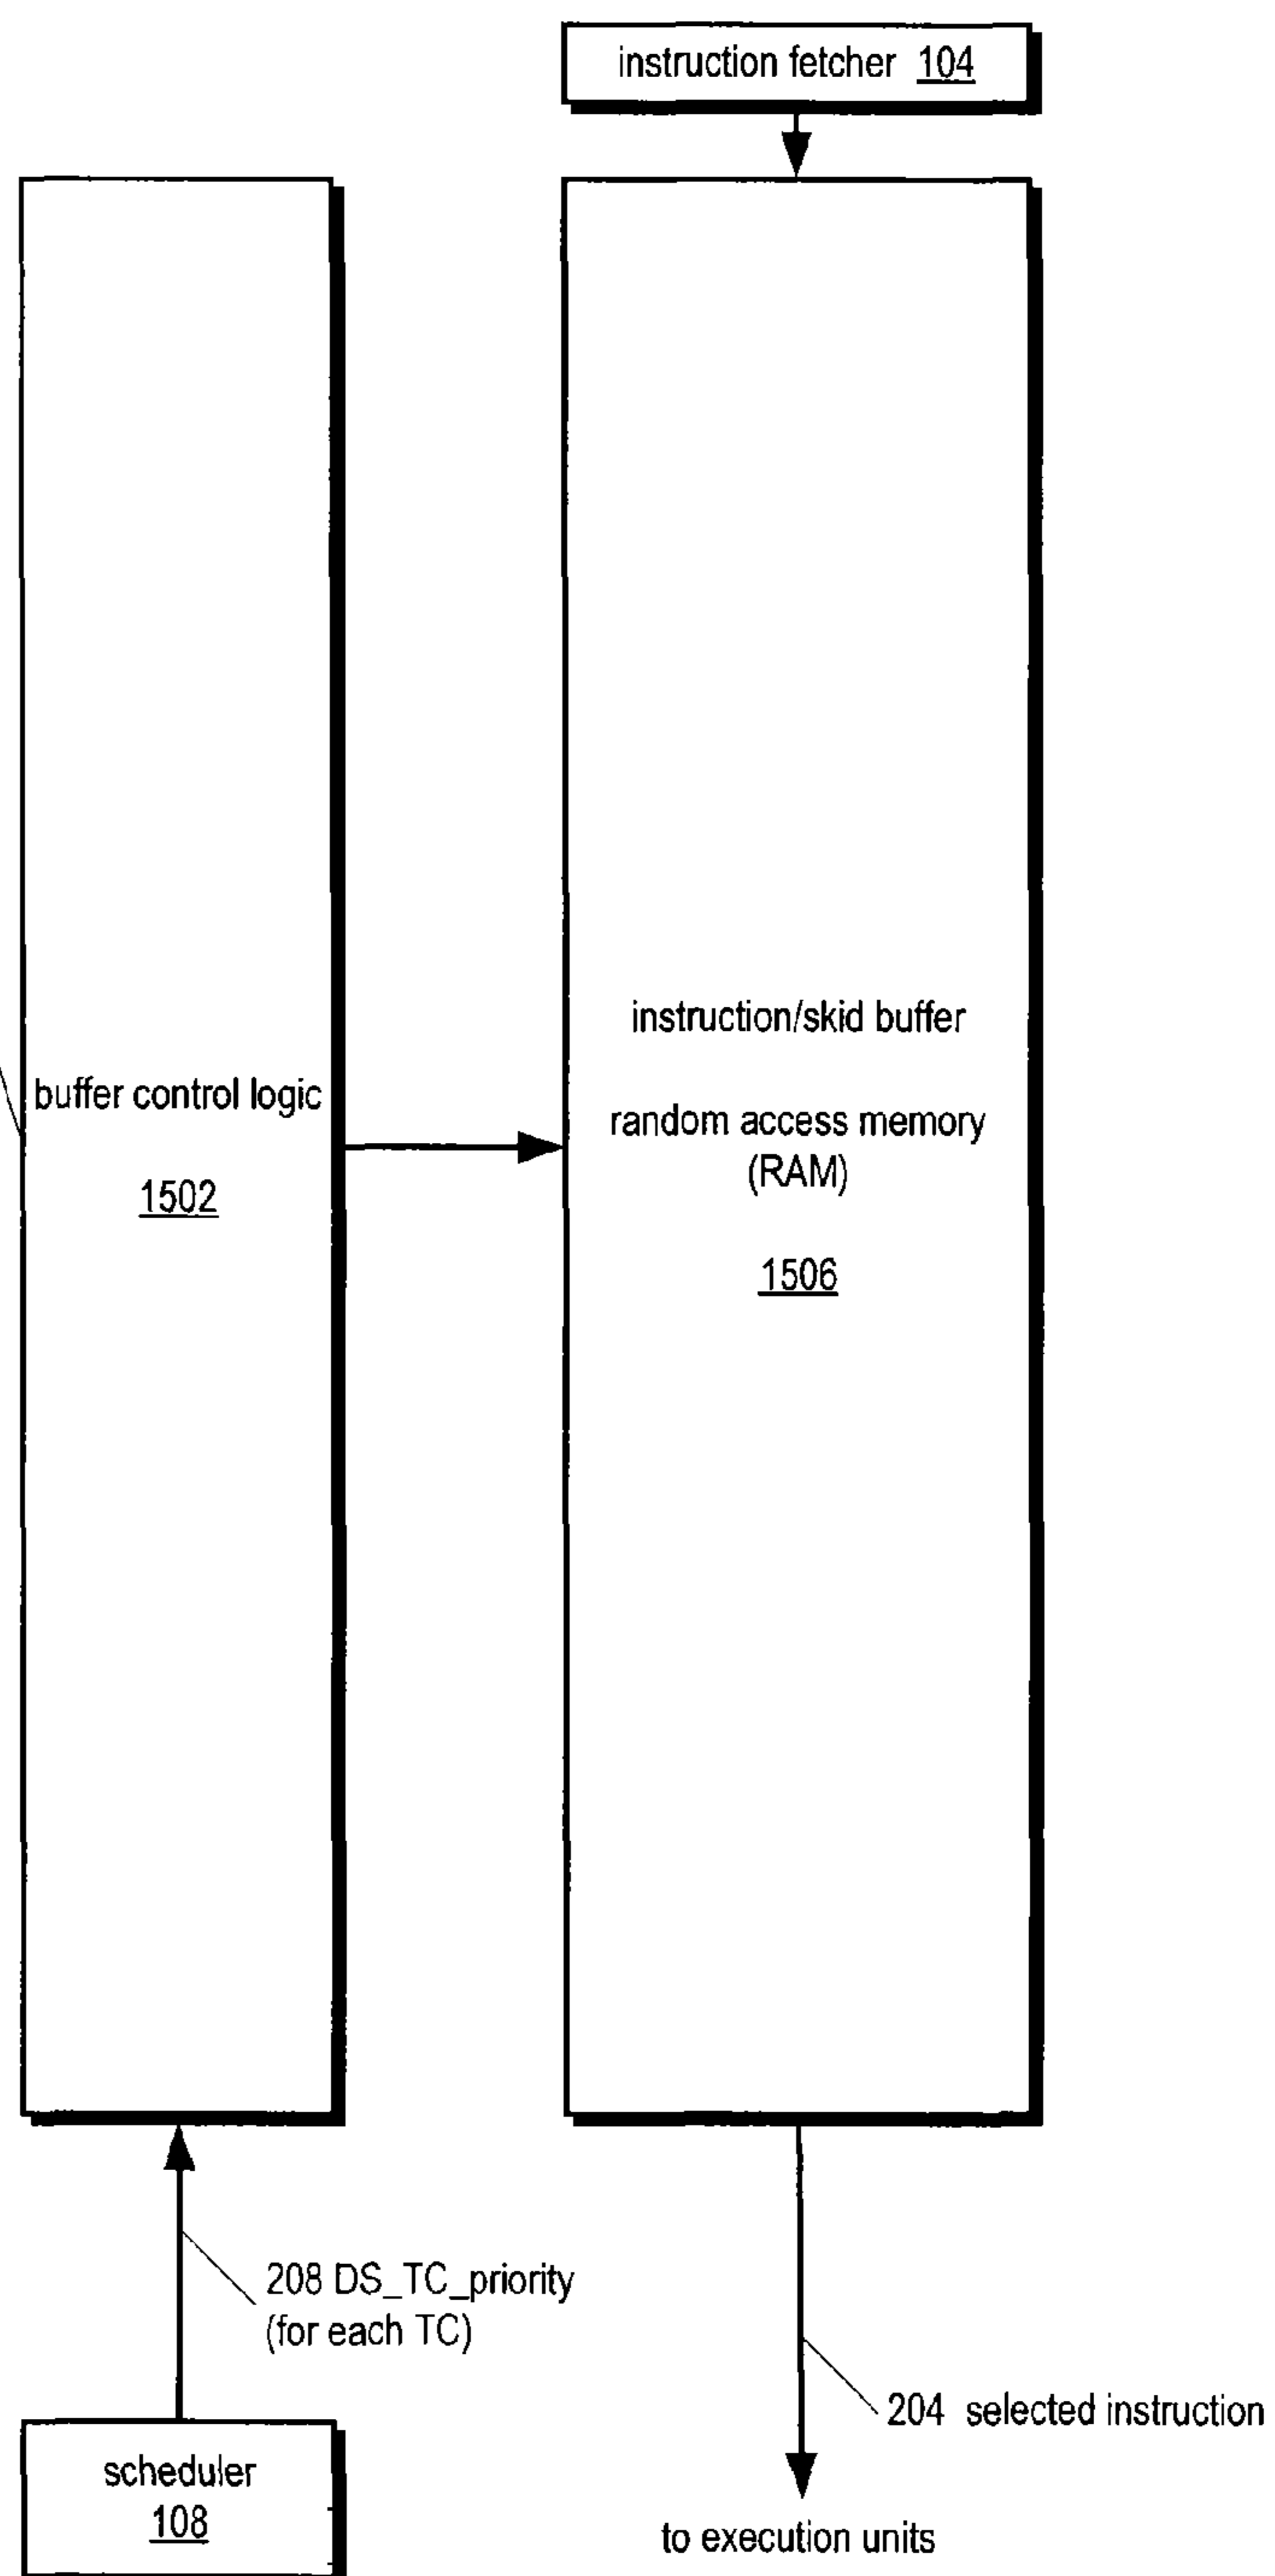 instruction fetcher 104
buffer control logic
1502
instruction/skid buffer
random access memory
(RAM)
1506
208 DS_TC_priority
(for each TC)
204 selected instruction
scheduler
108
to execution units